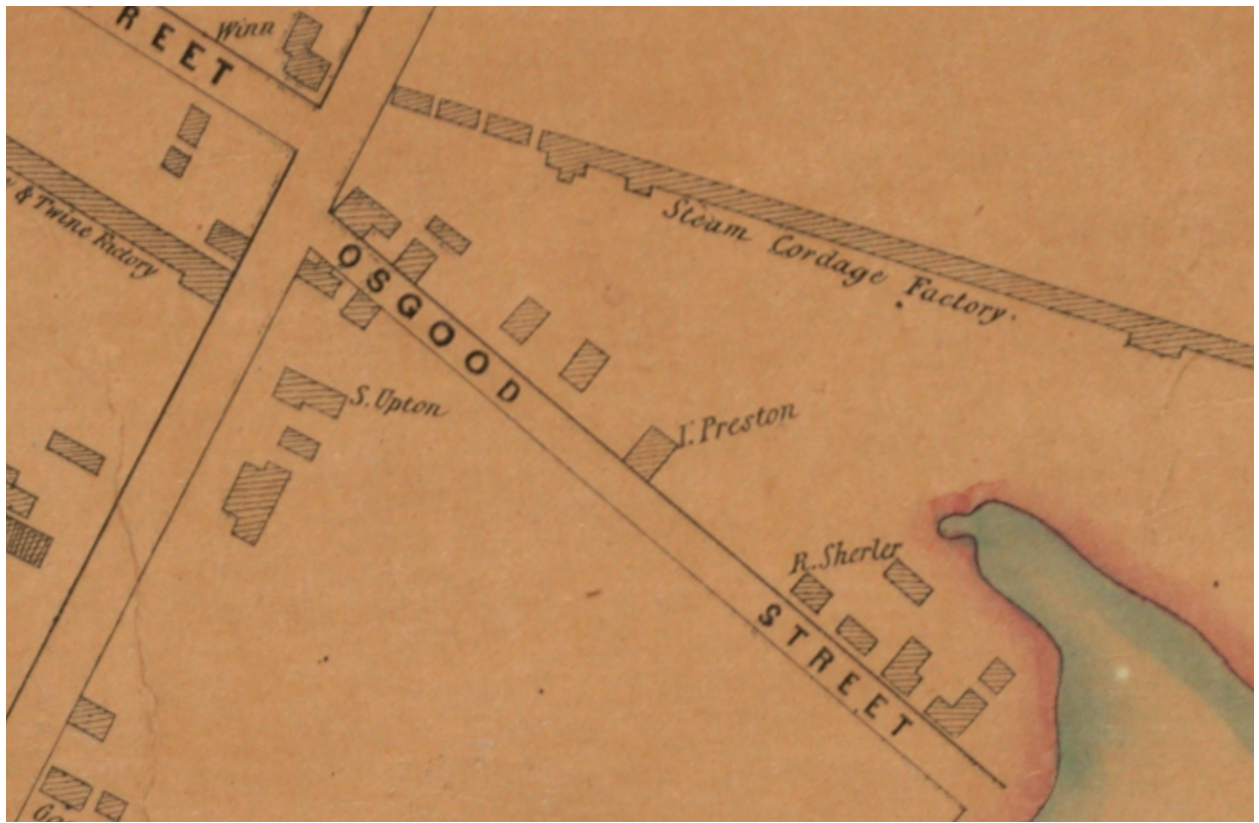 REET
Winn
& Twine Factory
Steam Cordage Factory.
OSGOOD STREET
S. Upton
I. Preston
R. Sherler